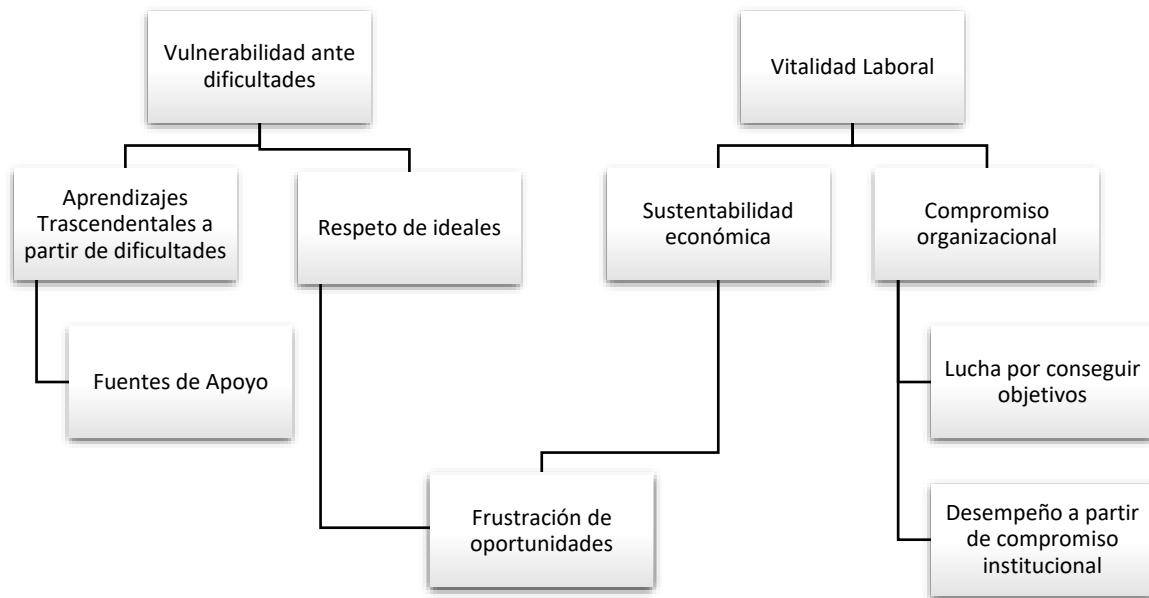 Vulnerabilidad ante
dificultades
Vitalidad Laboral
Aprendizajes
Trascendentales a
partir de dificultades
Respeto de ideales
Sustentabilidad
económica
Compromiso
organizacional
Fuentes de Apoyo
Lucha por conseguir
objetivos
Frustración de
oportunidades
Desempeño a partir
de compromiso
institucional